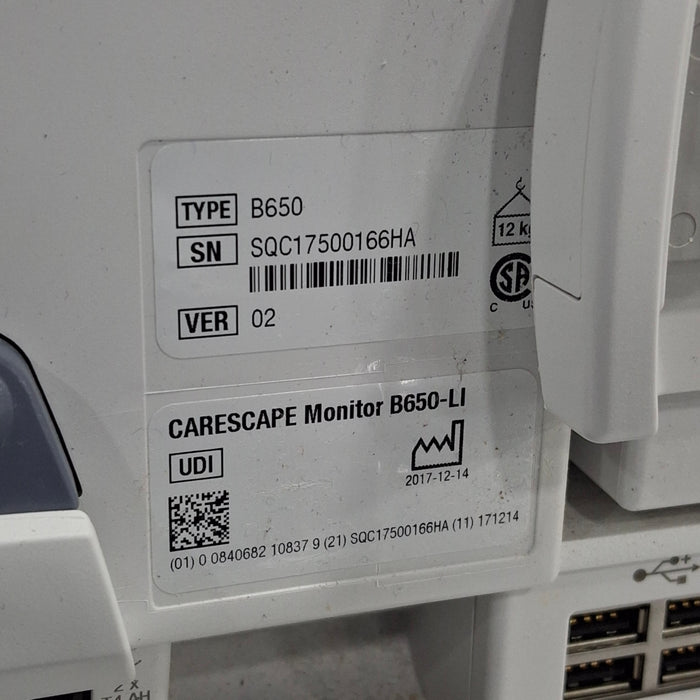 TYPE B650
SN SQC17500166HA
12
VER 02
SA
C
CARESCAPE Monitor B650-LI
UDI
2017-12-14
(01) 0 0840682 10837 9 (21) SQC17500166HA (11) 171214